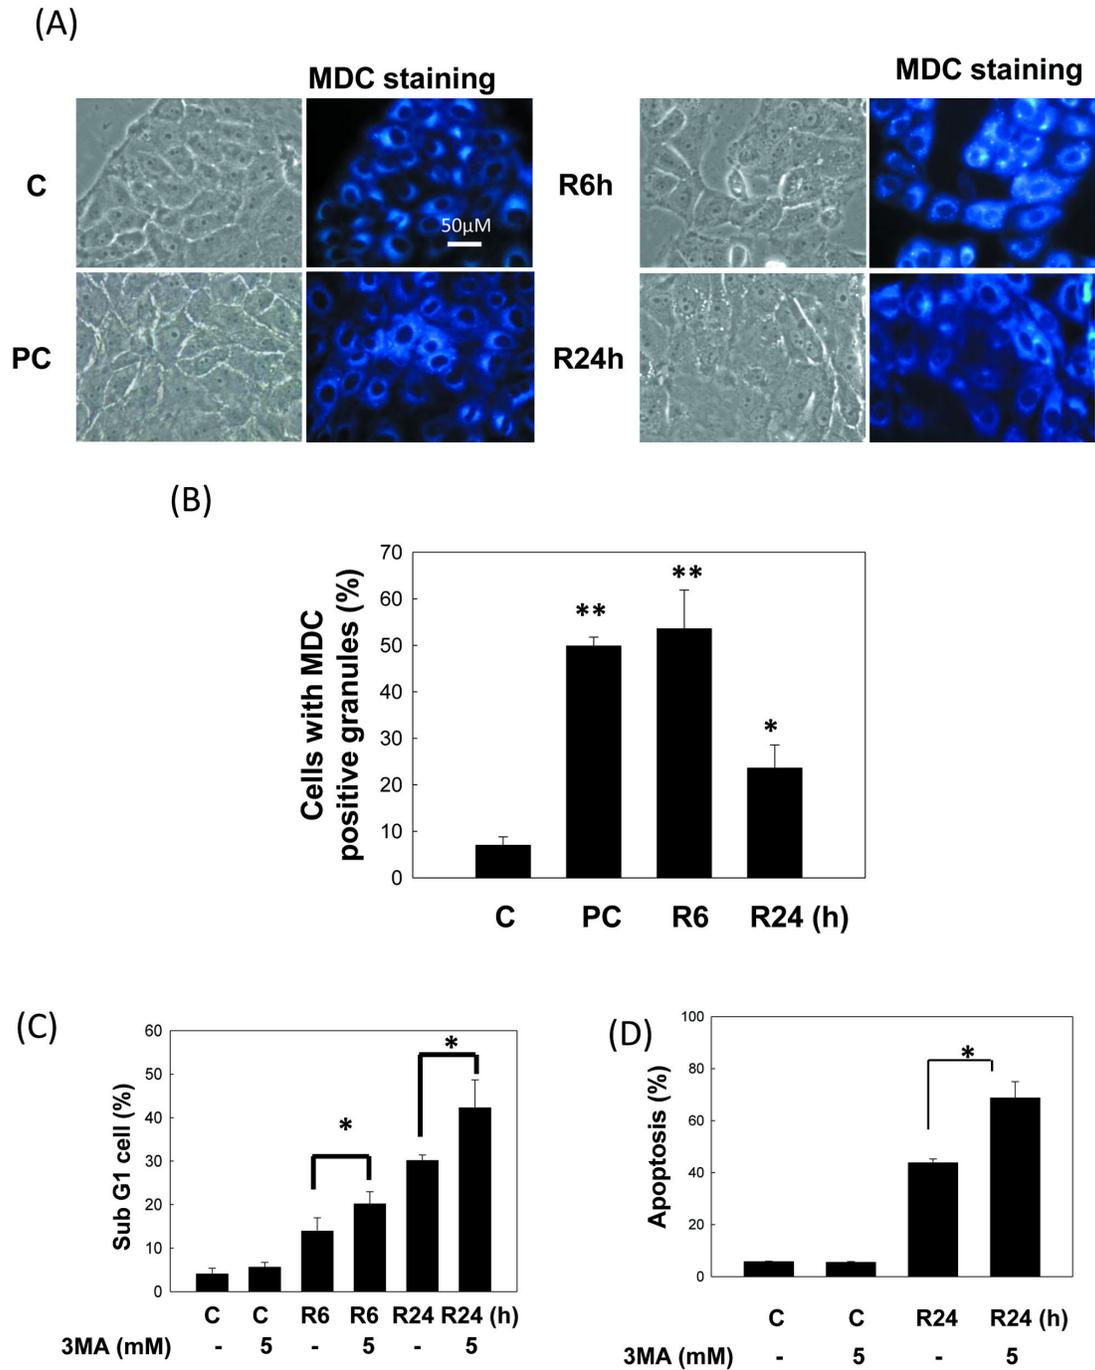 (A)
MDC staining
MDC staining
C
50μM
R6h
PC
R24h
(B)
Cells with MDC
positive granules (%)
70
60
50
40
30
20
10
0
**
**
*
C PC R6 R24 (h)
(C)
Sub G1 cell (%)
60
50
40
30
20
10
0
*
*
C C R6 R6 R24 R24 (h)
3MA (mM) - 5 - 5 - 5
(D)
Apoptosis (%)
100
80
60
40
20
0
*
C C R24 R24 (h)
3MA (mM) - 5 - 5